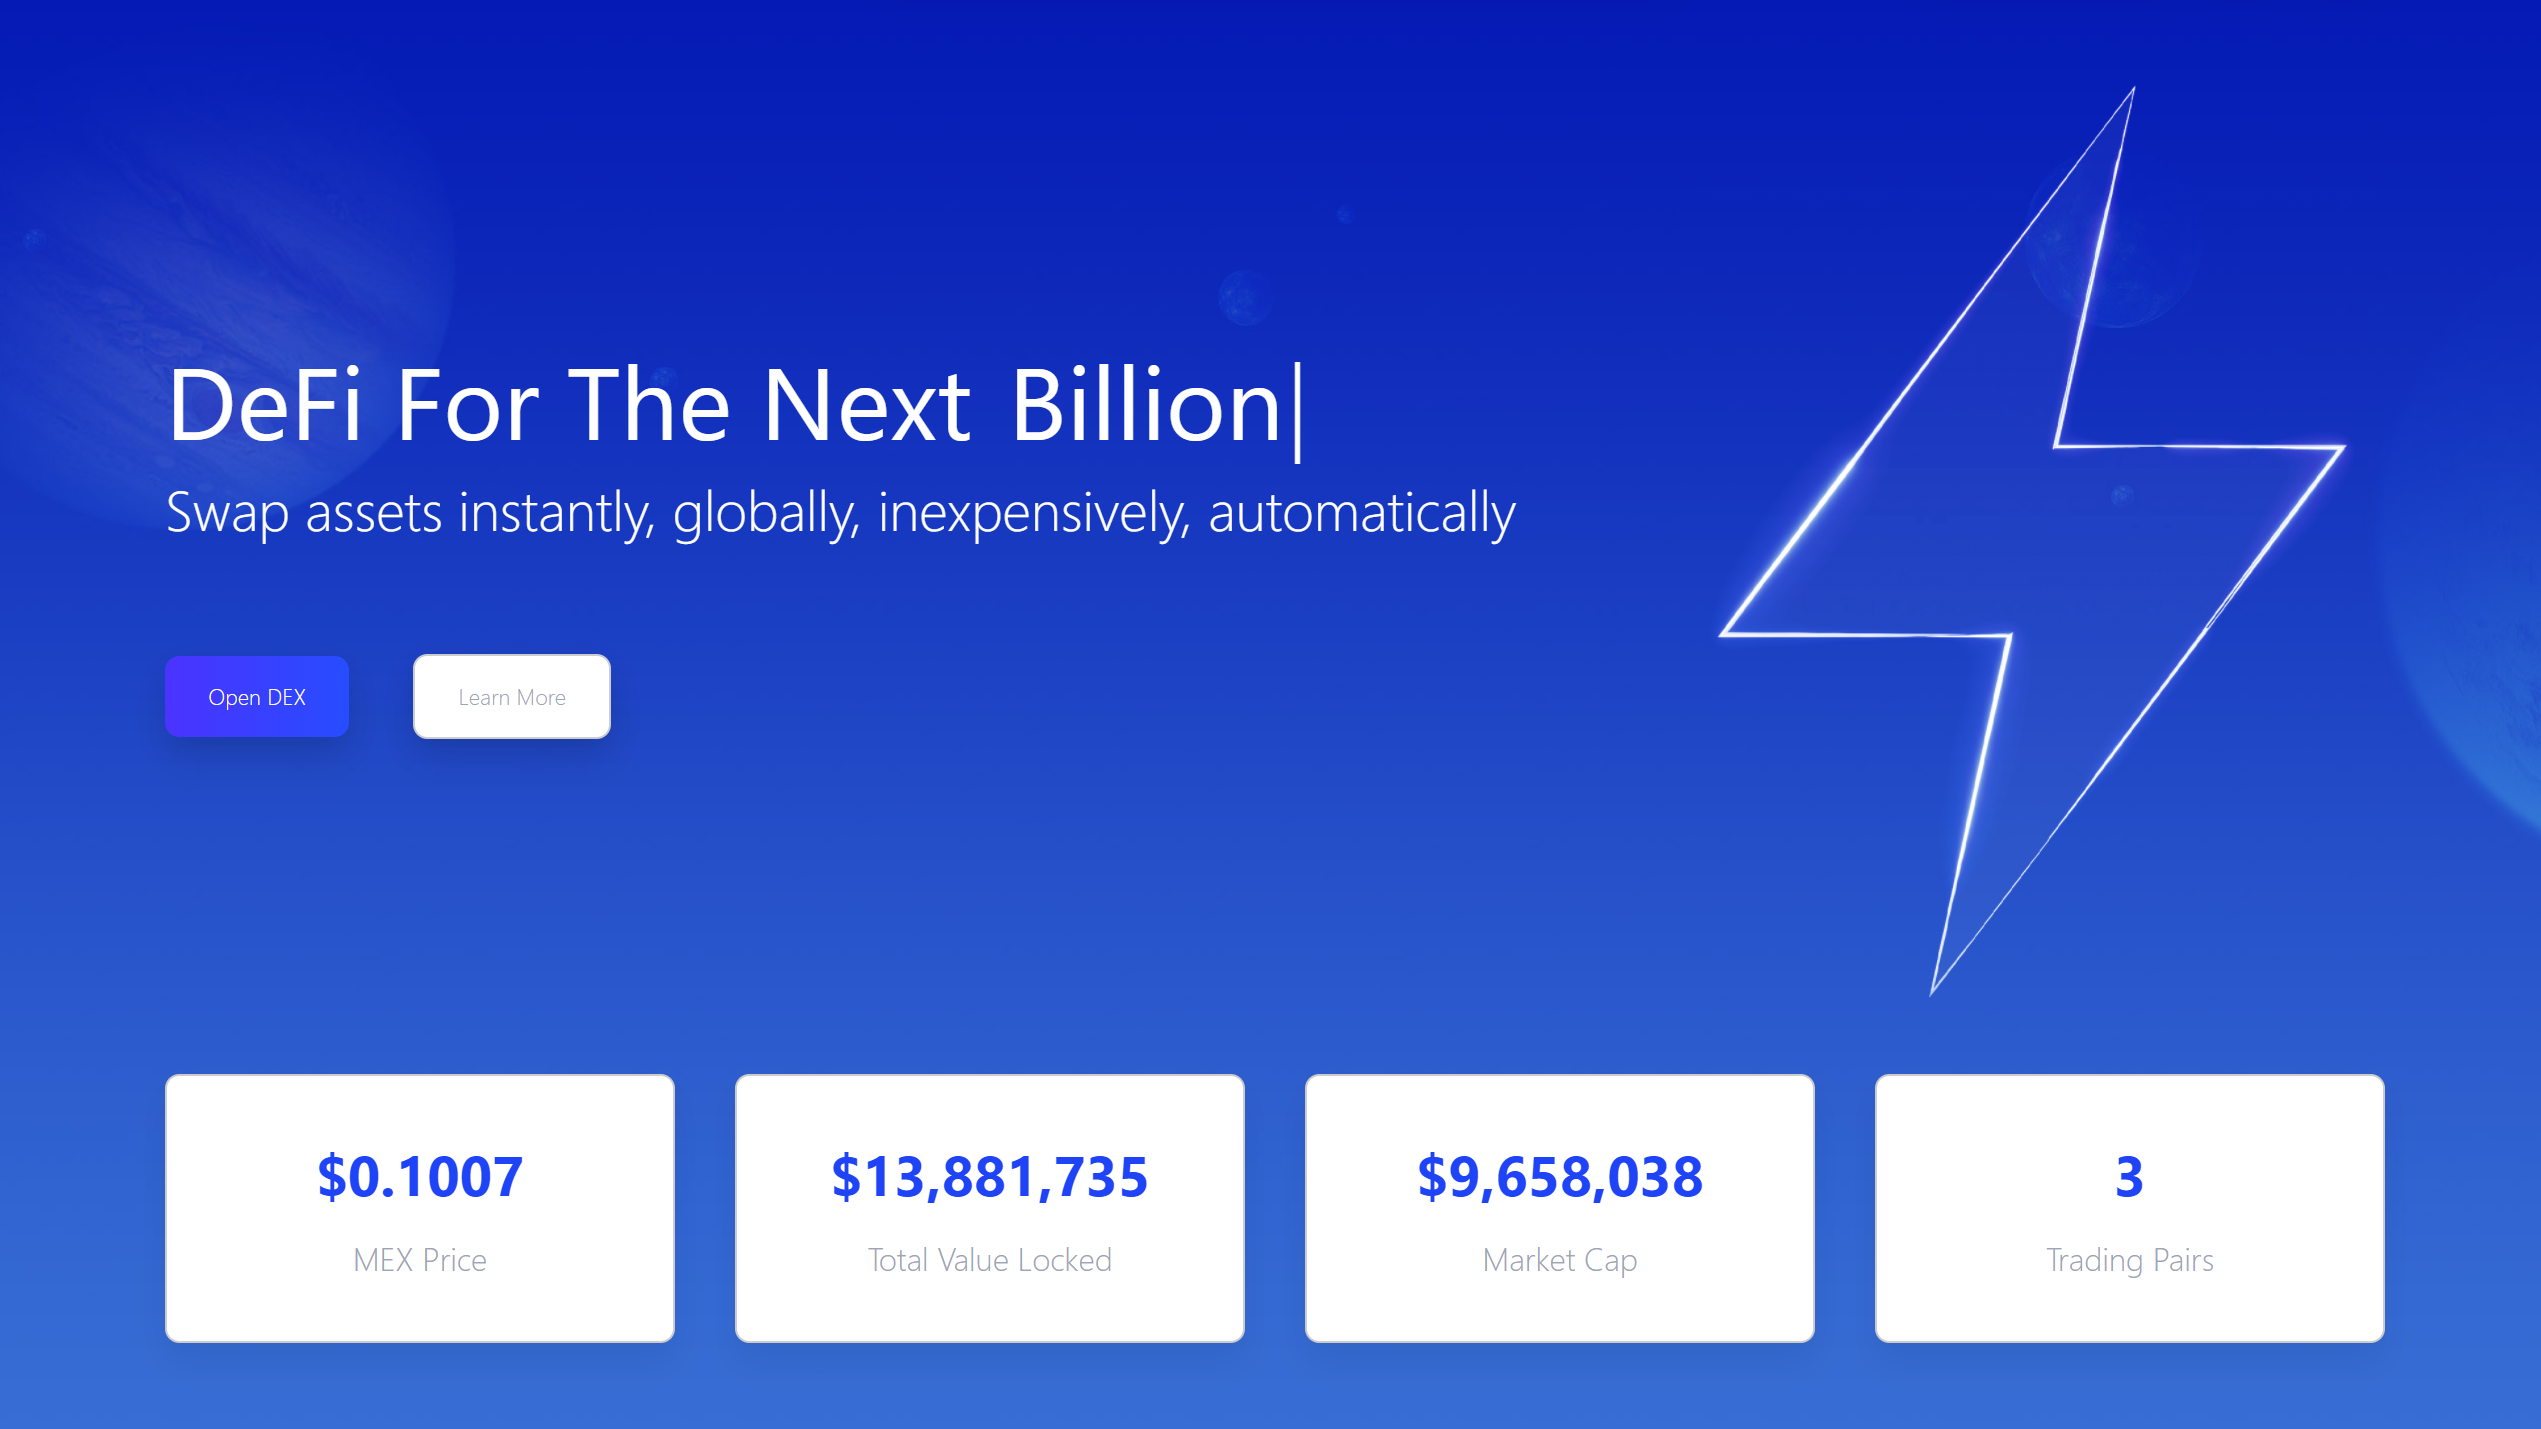 DeFi For The Next Billion|
Swap assets instantly, globally, inexpensively, automatically
Open DEX
Learn More
$0.1007
MEX Price
$13,881,735
Total Value Locked
$9,658,038
Market Cap
3
Trading Pairs